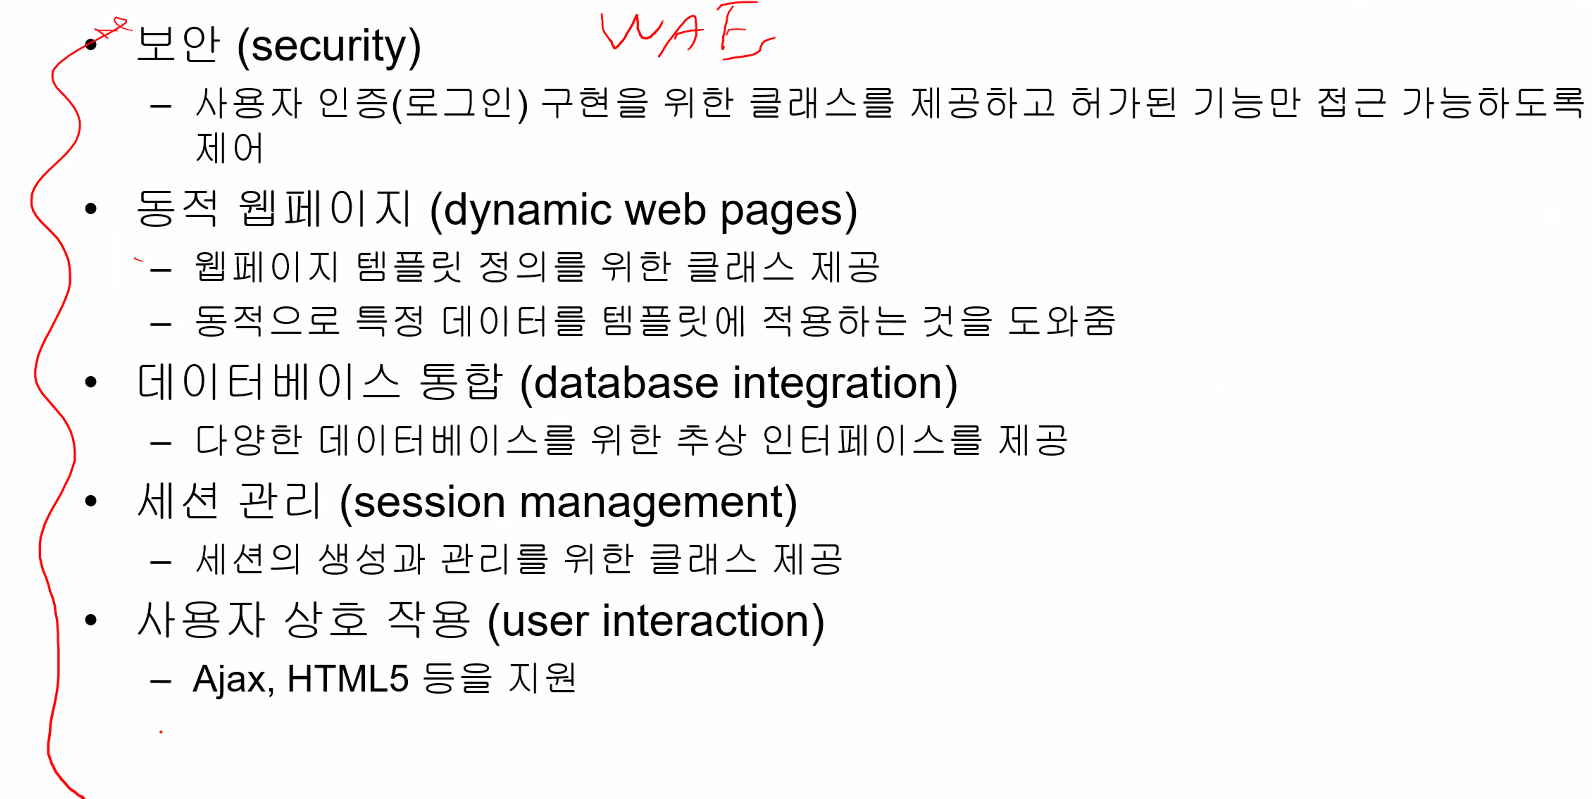 WAFs
• 보안 (security)
– 사용자 인증(로그인) 구현을 위한 클래스를 제공하고 허가된 기능만 접근 가능하도록
제어
• 동적 웹페이지 (dynamic web pages)
– 웹페이지 템플릿 정의를 위한 클래스 제공
– 동적으로 특정 데이터를 템플릿에 적용하는 것을 도와줌
• 데이터베이스 통합 (database integration)
– 다양한 데이터베이스를 위한 추상 인터페이스를 제공
• 세션 관리 (session management)
– 세션의 생성과 관리를 위한 클래스 제공
• 사용자 상호 작용 (user interaction)
– Ajax, HTML5 등을 지원